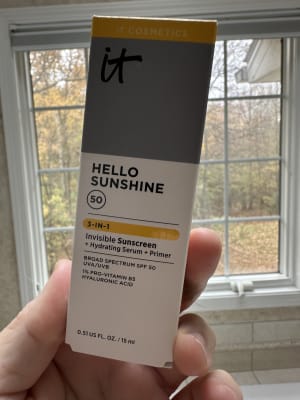 iT COSMETICS
it
HELLO
SUNSHINE
50
3-IN-1
Invisible Sunscreen
+ Hydrating Serum + Primer
BROAD SPECTRUM SPF 50
UVA/UVB
1% PRO-VITAMIN B5
HYALURONIC ACID
0.51 US FL. OZ. / 15 ml